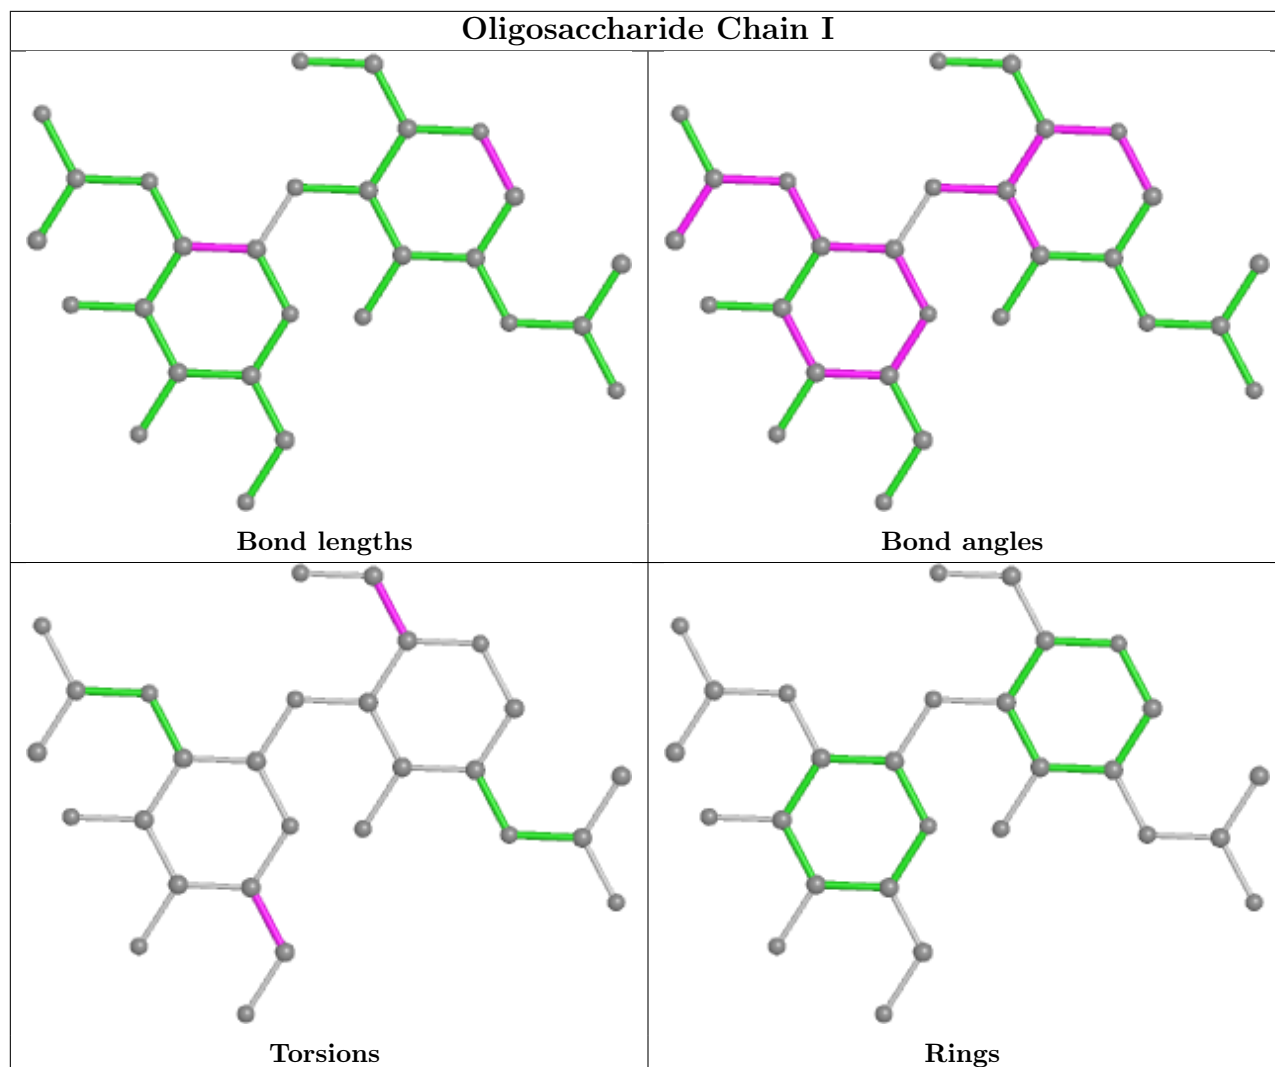 Oligosaccharide Chain I
Bond lengths
Bond angles
Torsions
Rings